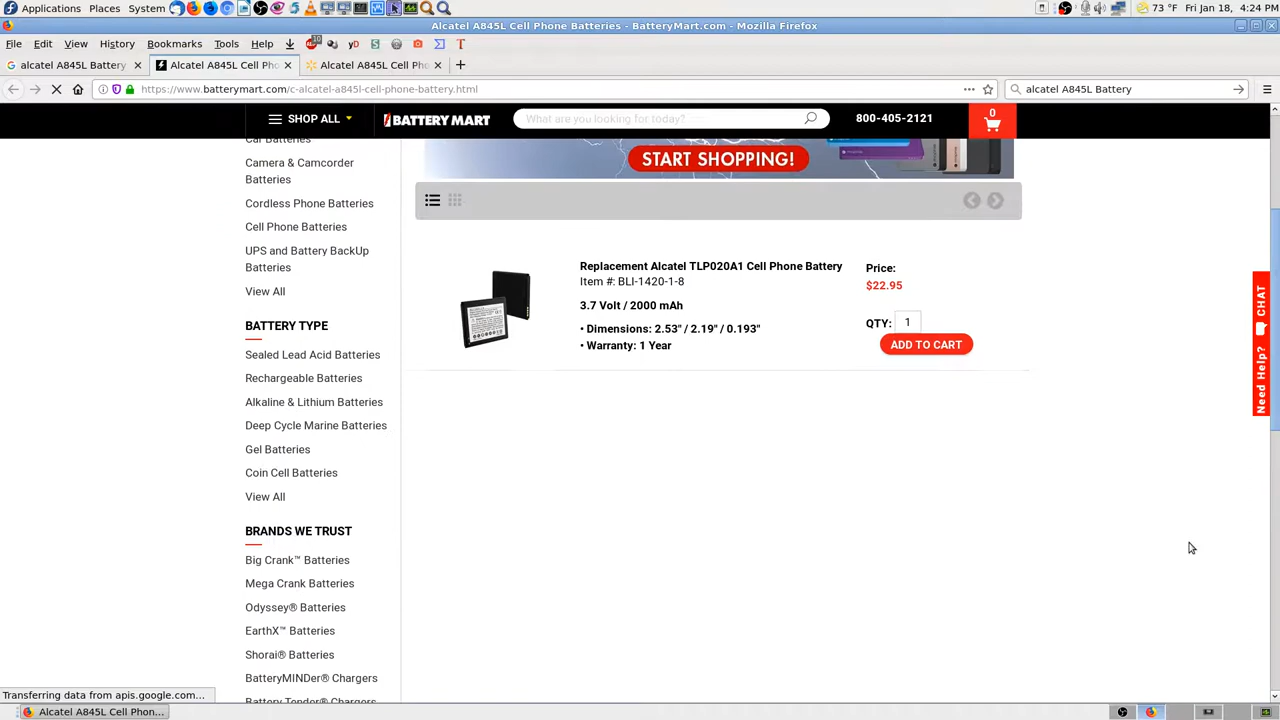 Applications Places System 73 °F Fri Jan 18, 4:24 PM
Alcatel A845L Cell Phone Batteries - BatteryMart.com - Mozilla Firefox
File Edit View History Bookmarks Tools Help
alcatel A845L Battery Alcatel A845L Cell Pho Alcatel A845L Cell Ph
https://www.batterymart.com/c-alcatel-a845l-cell-phone-battery.html alcatel A845L Battery
SHOP ALL BATTERY MART What are you looking for today? 800-405-2121 0
Car Batteries
Camera & Camcorder
Batteries
Cordless Phone Batteries
Cell Phone Batteries
UPS and Battery BackUp
Batteries
View All
BATTERY TYPE
Sealed Lead Acid Batteries
Rechargeable Batteries
Alkaline & Lithium Batteries
Deep Cycle Marine Batteries
Gel Batteries
Coin Cell Batteries
View All
BRANDS WE TRUST
Big Crank™ Batteries
Mega Crank Batteries
Odyssey® Batteries
EarthX™ Batteries
Shorai® Batteries
BatteryMINDer® Chargers
Battery Tender® Chargers
START SHOPPING!
Replacement Alcatel TLP020A1 Cell Phone Battery
Item #: BLI-1420-1-8
3.7 Volt / 2000 mAh
• Dimensions: 2.53" / 2.19" / 0.193"
• Warranty: 1 Year
Price:
$22.95
QTY: 1
ADD TO CART
Need Help? CHAT
Transferring data from apis.google.com...
Alcatel A845L Cell Phon...